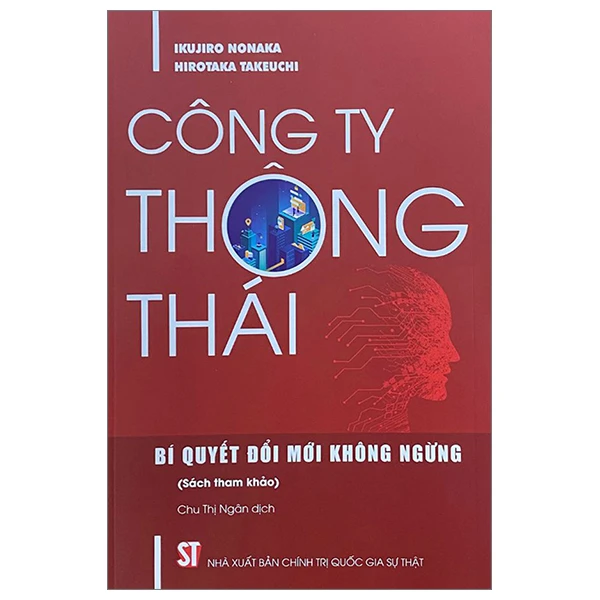 IKUJIRO NONAKA
HIROTAKA TAKEUCHI
CÔNG TY
THÔNG
THÁI
BÍ QUYẾT ĐỔI MỚI KHÔNG NGỪNG
(Sách tham khảo)
Chu Thị Ngân dịch
ST NHÀ XUẤT BẢN CHÍNH TRỊ QUỐC GIA SỰ THẬT